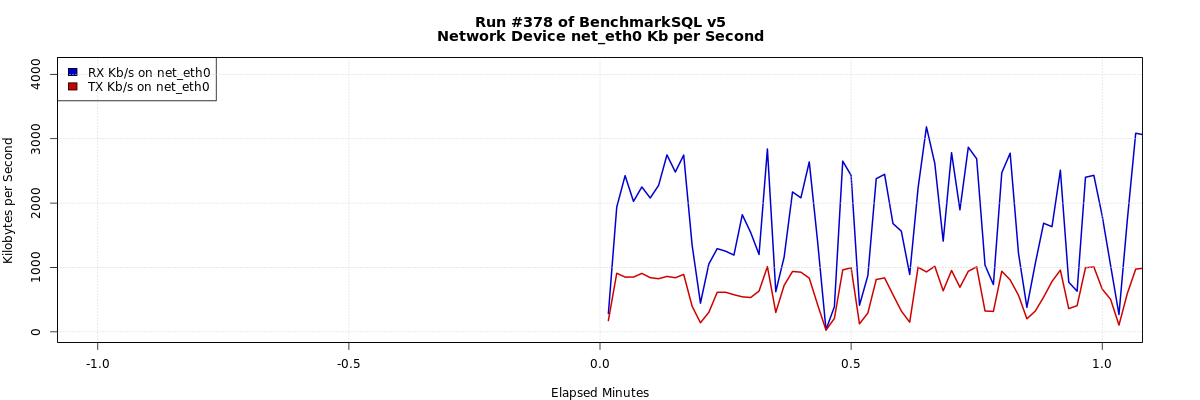 Run #378 of BenchmarkSQL v5
Network Device net_eth0 Kb per Second
RX Kb/s on net_eth0
TX Kb/s on net_eth0
Kilobytes per Second
4000
3000
2000
1000
0
-1.0
-0.5
0.0
0.5
1.0
Elapsed Minutes